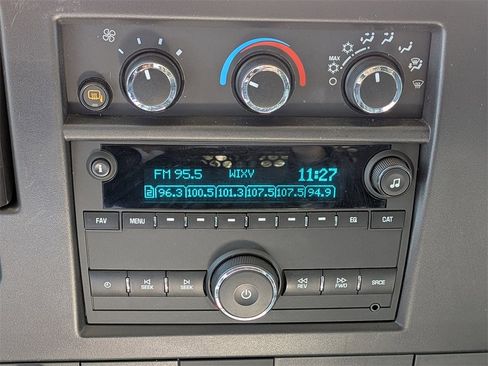 MAX
FM 95.5 WIXV 11:27
96.3 100.5 101.3 107.5 107.5 94.9
FAV MENU EQ CAT
SEEK SEEK REV FWD SRCE